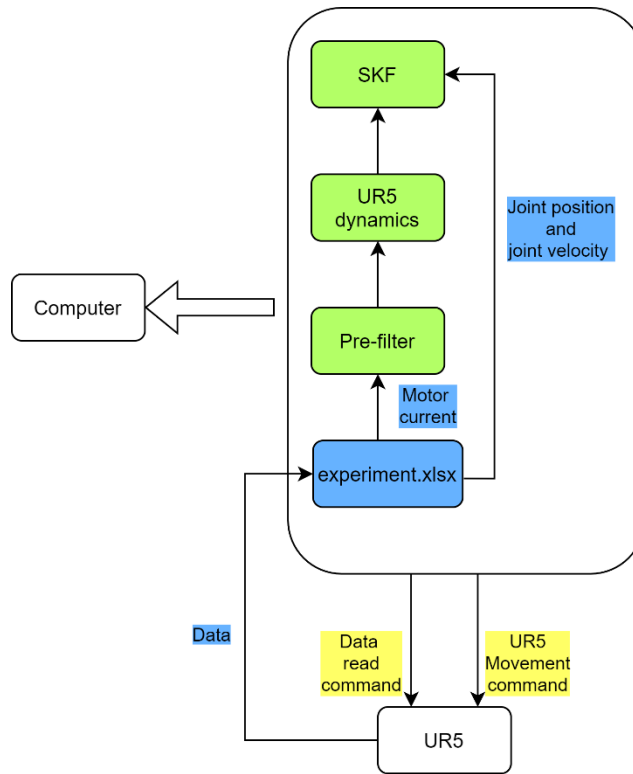 SKF
UR5
dynamics
Joint position
and
joint velocity
Computer
Pre-filter
Motor
current
experiment.xlsx
Data
Data
read
command
UR5
Movement
command
UR5